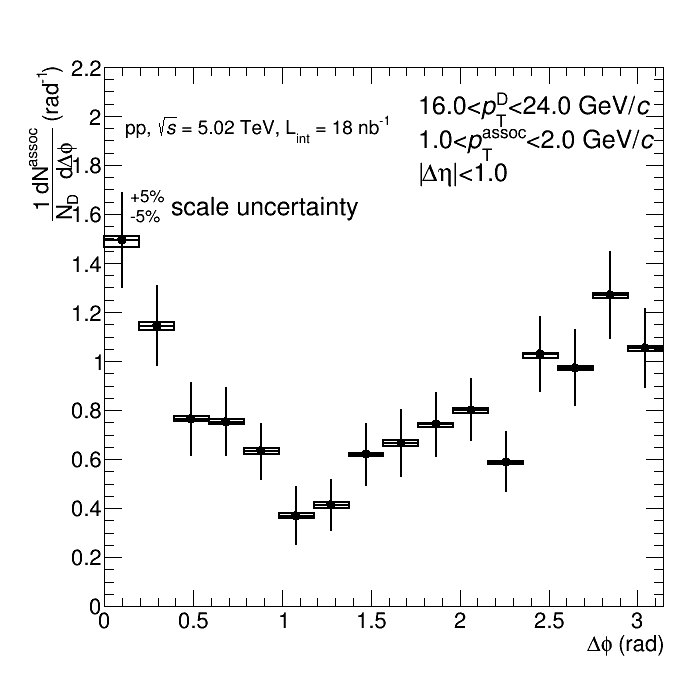 2.2
2
1.8
1.6
1.4
1.2
1
0.8
0.6
0.4
0.2
0
0 0.5 1 1.5 2 2.5 3
1 dN^assoc
N_D dΔϕ (rad^-1)
pp, √s = 5.02 TeV, L_int = 18 nb^-1
16.0<p_T^D<24.0 GeV/c
1.0<p_T^assoc<2.0 GeV/c
|Δη|<1.0
+5%
-5% scale uncertainty
Δϕ (rad)